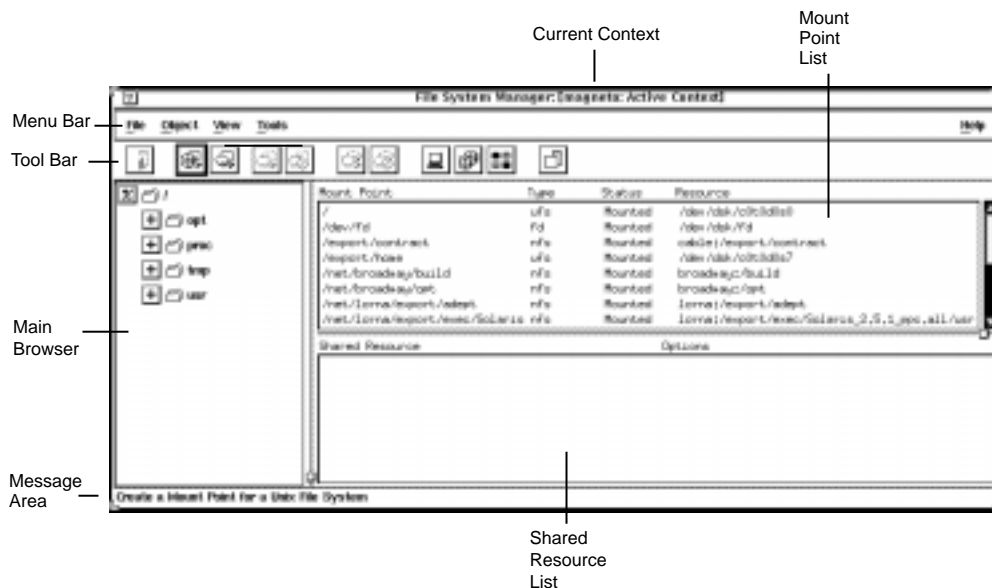 Current Context
Mount
Point
List
File System Manager: [magneta: Active Context]
Menu Bar
File Object View Tools Help
Tool Bar
/
opt
proc
tmp
usr
Mount Point Type Status Resource
/ ufs Mounted /dev/dsk/c0t3d0s0
/dev/fd fd Mounted /dev/dsk/fd
/export/contract nfs Mounted cable:/export/contract
/export/home ufs Mounted /dev/dsk/c0t3d0s7
/net/broadway/build nfs Mounted broadway:/build
/net/broadway/opt nfs Mounted broadway:/opt
/net/lorna/export/adept nfs Mounted lorna:/export/adept
/net/lorna/export/exec/Solaris nfs Mounted lorna:/export/exec/Solaris_2.5.1_ppc.all/usr
Main
Browser
Shared Resource Options
Message
Area
Create a Mount Point for a Unix File System
Shared
Resource
List